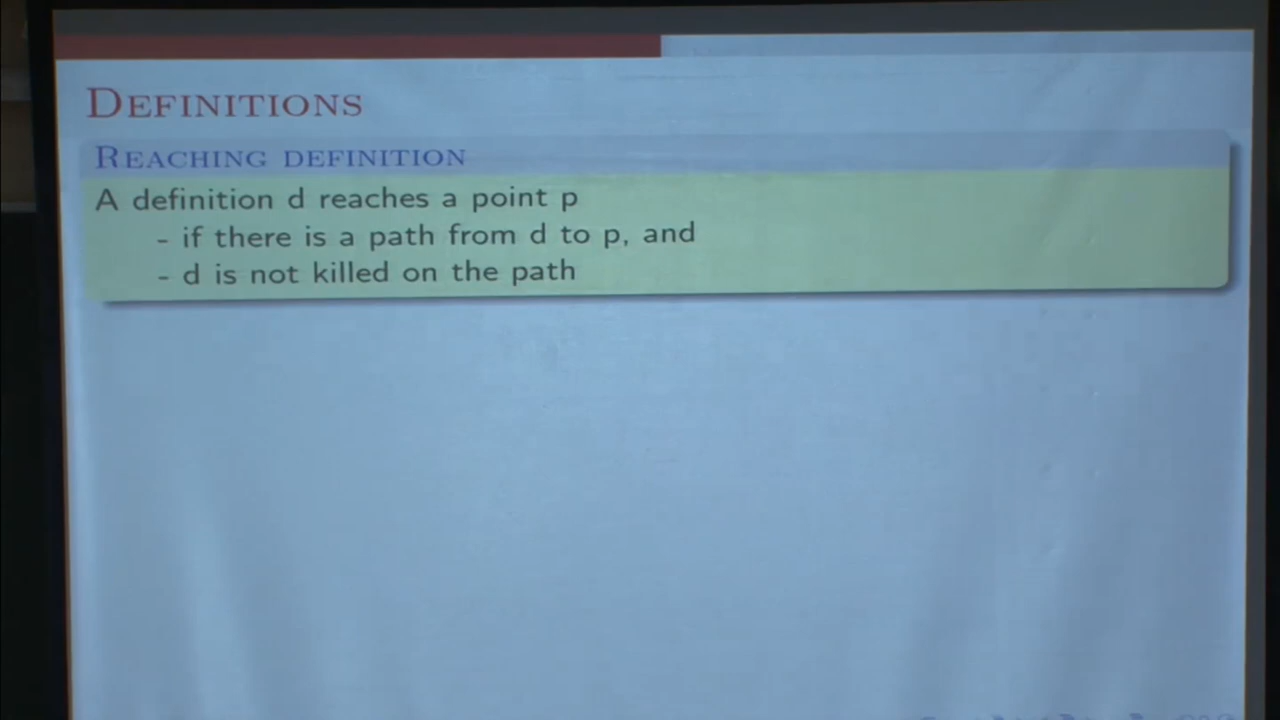 DEFINITIONS
REACHING DEFINITION
A definition d reaches a point p
- if there is a path from d to p, and
- d is not killed on the path